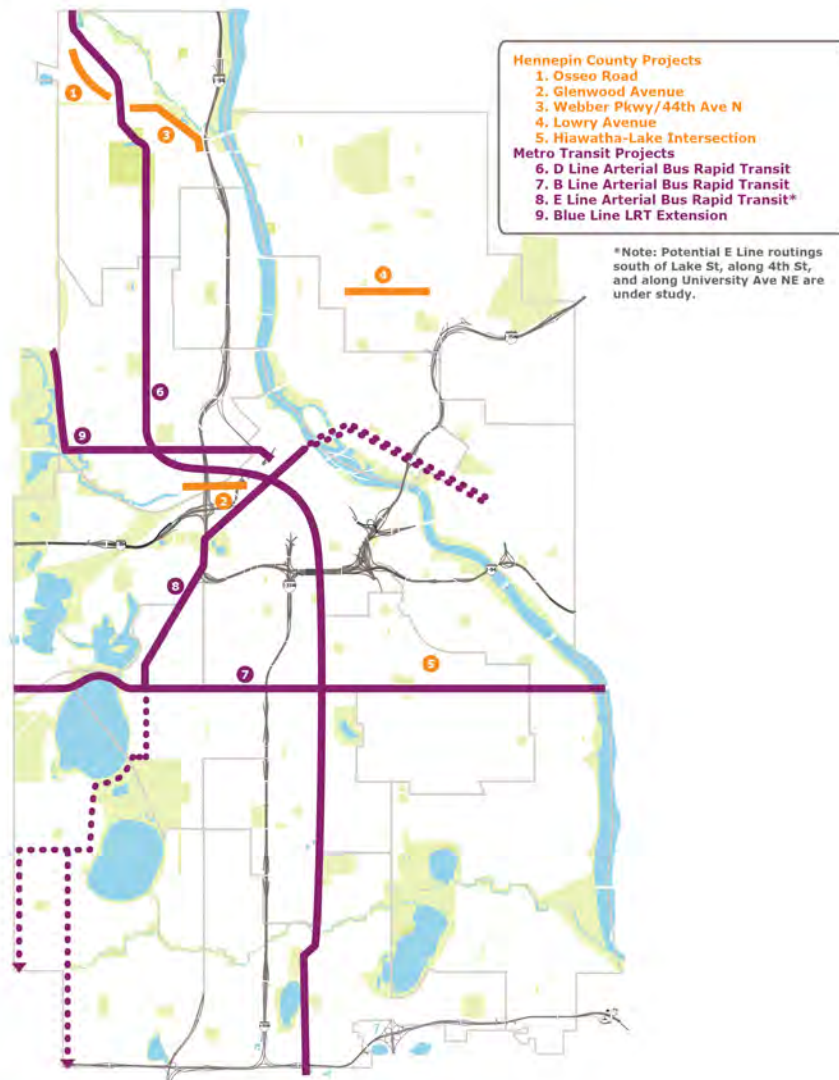 Hennepin County Projects
1. Osseo Road
2. Glenwood Avenue
3. Webber Pkwy/44th Ave N
4. Lowry Avenue
5. Hiawatha-Lake Intersection
Metro Transit Projects
6. D Line Arterial Bus Rapid Transit
7. B Line Arterial Bus Rapid Transit
8. E Line Arterial Bus Rapid Transit*
9. Blue Line LRT Extension
*Note: Potential E Line routings
south of Lake St, along 4th St,
and along University Ave NE are
under study.
1
3
4
6
9
2
8
5
7